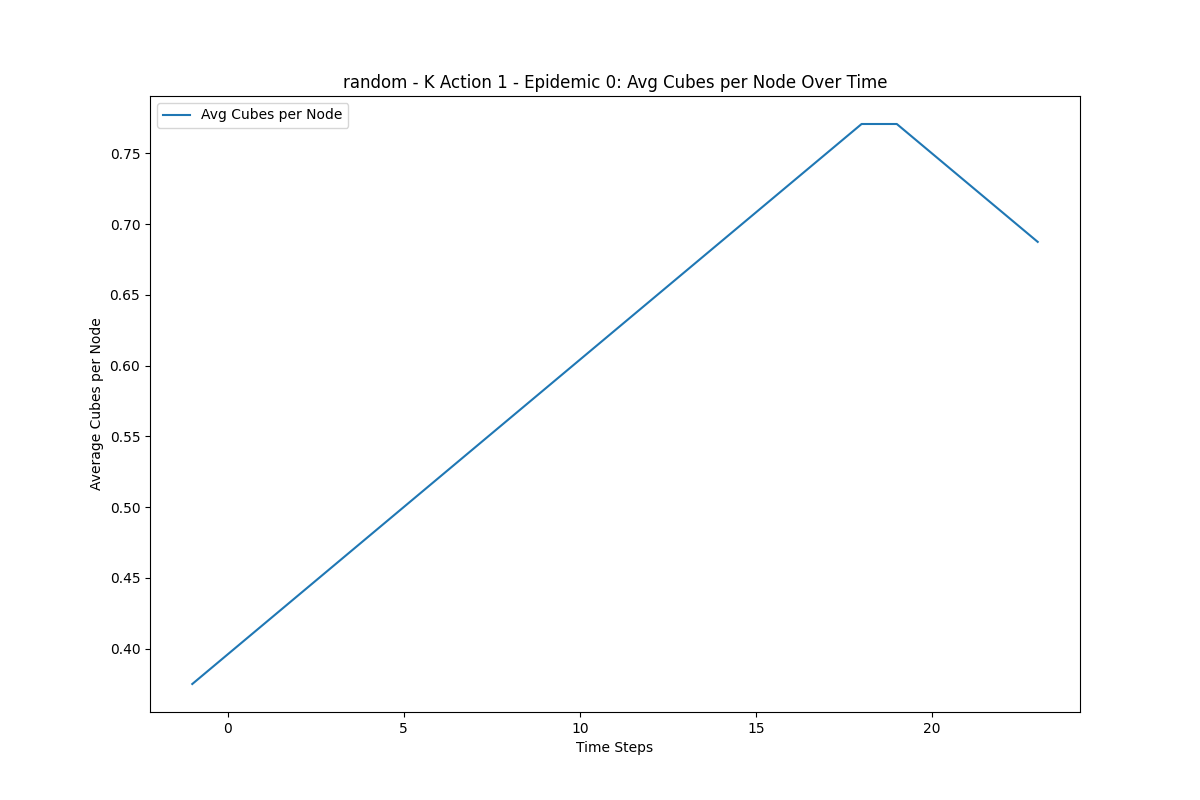 random - K Action 1 - Epidemic 0: Avg Cubes per Node Over Time
Avg Cubes per Node
Average Cubes per Node
0.75
0.70
0.65
0.60
0.55
0.50
0.45
0.40
0 5 10 15 20
Time Steps